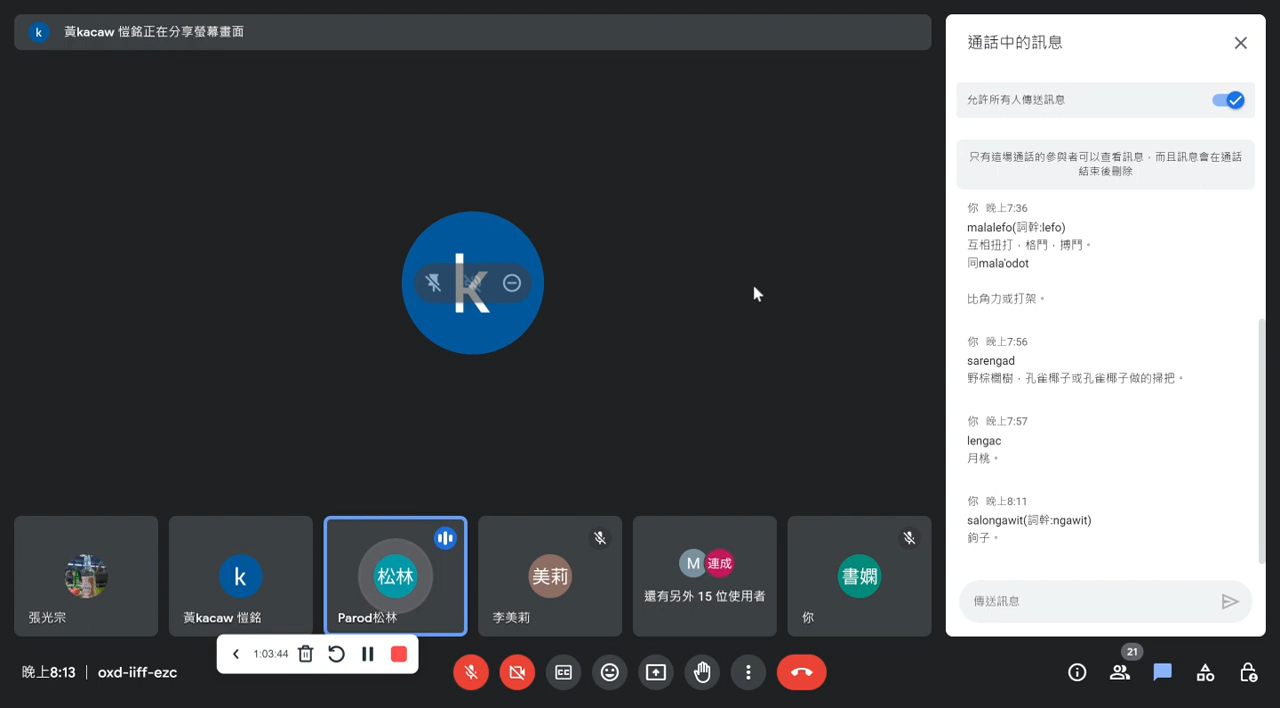 k
黃kacaw 愷銘正在分享螢幕畫面
k
通話中的訊息
允許所有人傳送訊息
只有這場通話的參與者可以查看訊息，而且訊息會在通話
結束後刪除
你 晚上7:36
malalefo(詞幹:lefo)
互相扭打，格鬥，搏鬥。
同mala'odot
比角力或打架。
你 晚上7:56
sarengad
野棕櫚樹，孔雀椰子或孔雀椰子做的掃把。
你 晚上7:57
lengac
月桃。
你 晚上8:11
salongawit(詞幹:ngawit)
鉤子。
傳送訊息
張光宗
k
黃kacaw 愷銘
松林
Parod松林
美莉
李美莉
M 連成
還有另外 15 位使用者
書嫻
你
1:03:44
晚上8:13 | oxd-iiff-ezc
CC
21